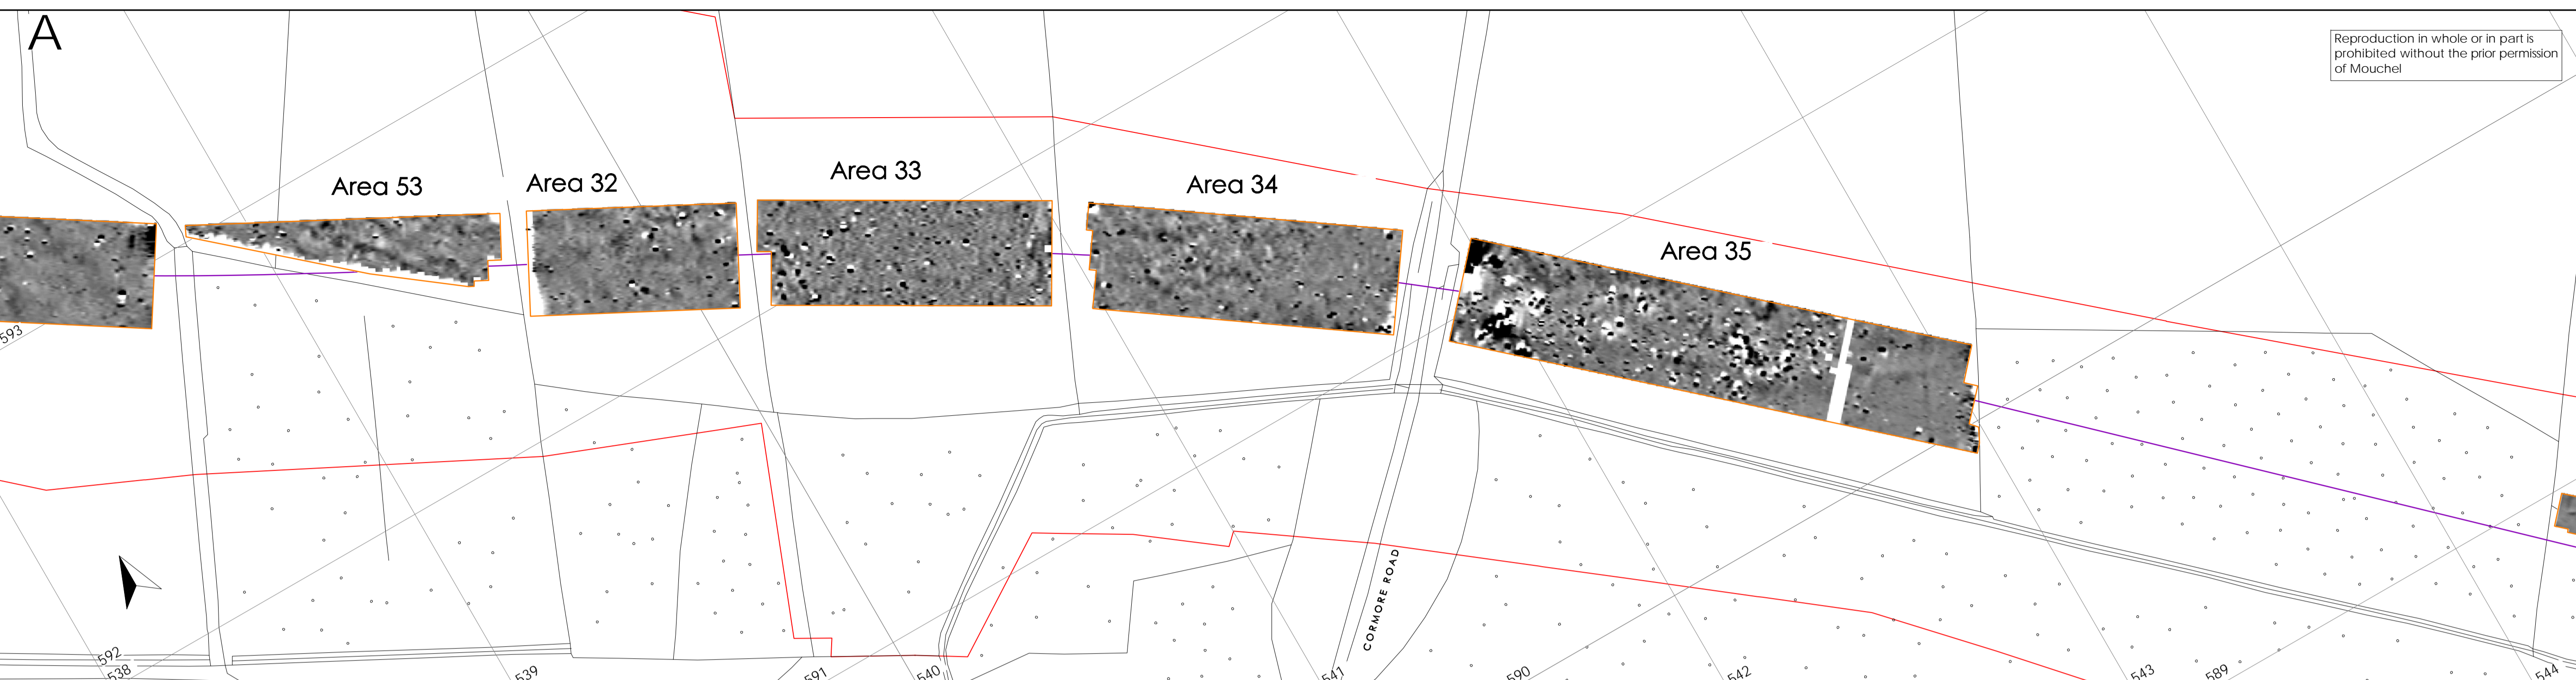 A
Reproduction in whole or in part is
prohibited without the prior permission
of Mouchel
Area 53
Area 32
Area 33
Area 34
Area 35
CORMORE ROAD
593
592
538
539
591
540
541
590
542
543
589
544